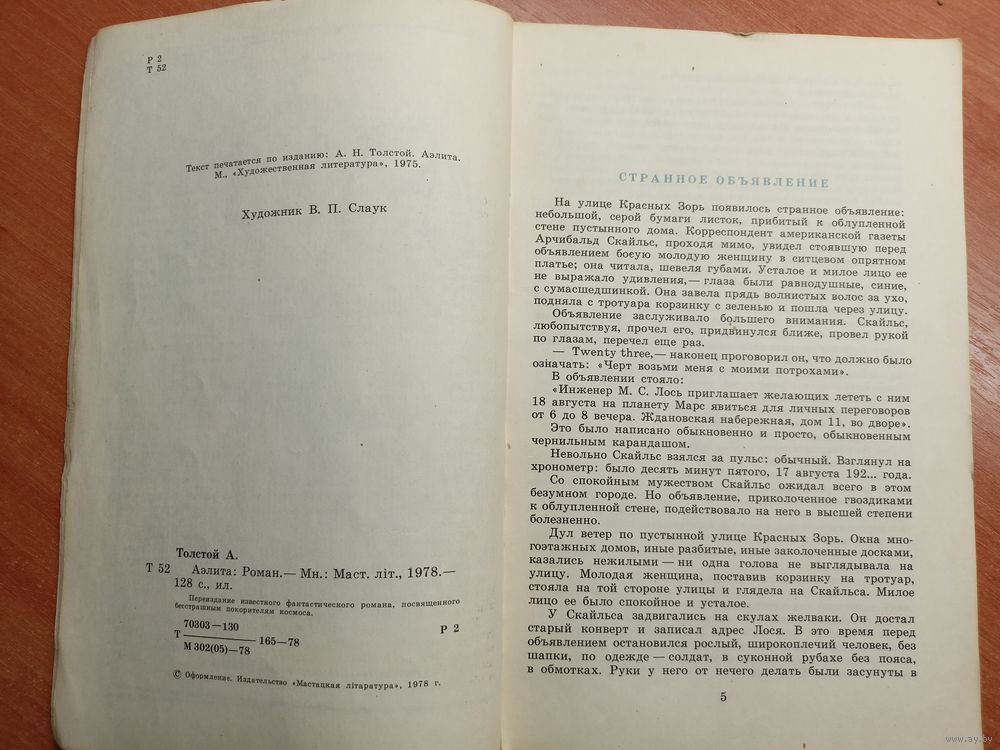 Р 2
Т 52
Текст печатается по изданию: А. Н. Толстой. Аэлита.
М., «Художественная литература», 1975.
Художник В. П. Слаук
Толстой А.
Т 52 Аэлита: Роман.— Мн.: Маст. літ., 1978.—
128 с., ил.
Переиздание известного фантастического романа, посвященного
бесстрашным покорителям космоса.
70303—130
Т 165—78
М 302(05)—78
Р 2
© Оформление. Издательство «Мастацкая літаратура», 1978 г.
СТРАННОЕ ОБЪЯВЛЕНИЕ
На улице Красных Зорь появилось странное объявление:
небольшой, серой бумаги листок, прибитый к облупленной
стене пустынного дома. Корреспондент американской газеты
Арчибальд Скайльс, проходя мимо, увидел стоявшую перед
объявлением босую молодую женщину в ситцевом опрятном
платье; она читала, шевеля губами. Усталое и милое лицо ее
не выражало удивления,— глаза были равнодушные, синие,
с сумасшедшинкой. Она завела прядь волнистых волос за ухо,
подняла с тротуара корзинку с зеленью и пошла через улицу.
Объявление заслуживало большего внимания. Скайльс,
любопытствуя, прочел его, придвинулся ближе, провел рукой
по глазам, перечел еще раз.
— Twenty three,— наконец проговорил он, что должно было
означать: «Черт возьми меня с моими потрохами».
В объявлении стояло:
«Инженер М. С. Лось приглашает желающих лететь с ним
18 августа на планету Марс явиться для личных переговоров
от 6 до 8 вечера. Ждановская набережная, дом 11, во дворе».
Это было написано обыкновенно и просто, обыкновенным
чернильным карандашом.
Невольно Скайльс взялся за пульс: обычный. Взглянул на
хронометр: было десять минут пятого, 17 августа 192... года.
Со спокойным мужеством Скайльс ожидал всего в этом
безумном городе. Но объявление, приколоченное гвоздиками
к облупленной стене, подействовало на него в высшей степени
болезненно.
Дул ветер по пустынной улице Красных Зорь. Окна мно-
гоэтажных домов, иные разбитые, иные заколоченные досками,
казались нежилыми — ни одна голова не выглядывала на
улицу. Молодая женщина, поставив корзинку на тротуар,
стояла на той стороне улицы и глядела на Скайльса. Милое
лицо ее было спокойное и усталое.
У Скайльса задвигались на скулах желваки. Он достал
старый конверт и записал адрес Лося. В это время перед
объявлением остановился рослый, широкоплечий человек, без
шапки, по одежде — солдат, в суконной рубахе без пояса,
в обмотках. Руки у него от нечего делать были засунуты в
5
www.ay.by